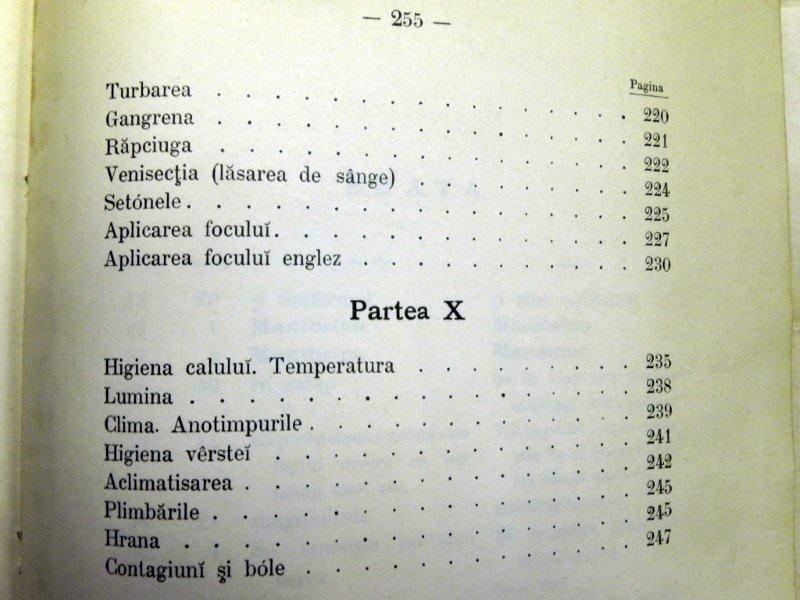 — 255 —
Pagina
Turbarea . . . . . . . . . . . . . . . 220
Gangrena . . . . . . . . . . . . . . . 221
Răpciuga . . . . . . . . . . . . . . . 222
Venisecţia (lăsarea de sânge) . . . . . . . . 224
Setónele . . . . . . . . . . . . . . . . 225
Aplicarea foculuĭ. . . . . . . . . . . . . 227
Aplicarea foculuĭ englez . . . . . . . . . . 230
Partea X
Higiena calului. Temperatura . . . . . . . . 235
Lumina . . . . . . . . . . . . . . . . 238
Clima. Anotimpurile . . . . . . . . . . . . 239
Higiena vêrsteĭ . . . . . . . . . . . . . 241
Aclimatisarea . . . . . . . . . . . . . . 242
Plimbările . . . . . . . . . . . . . . . 245
Hrana . . . . . . . . . . . . . . . . 245
Contagiunĭ şi bóle . . . . . . . . . . . . 247